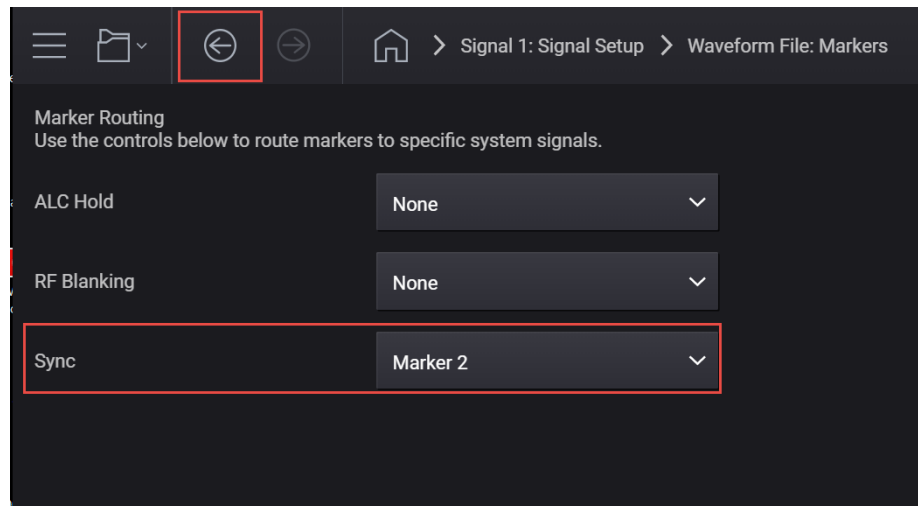 Signal 1: Signal Setup > Waveform File: Markers
Marker Routing
Use the controls below to route markers to specific system signals.
ALC Hold None
RF Blanking None
Sync Marker 2